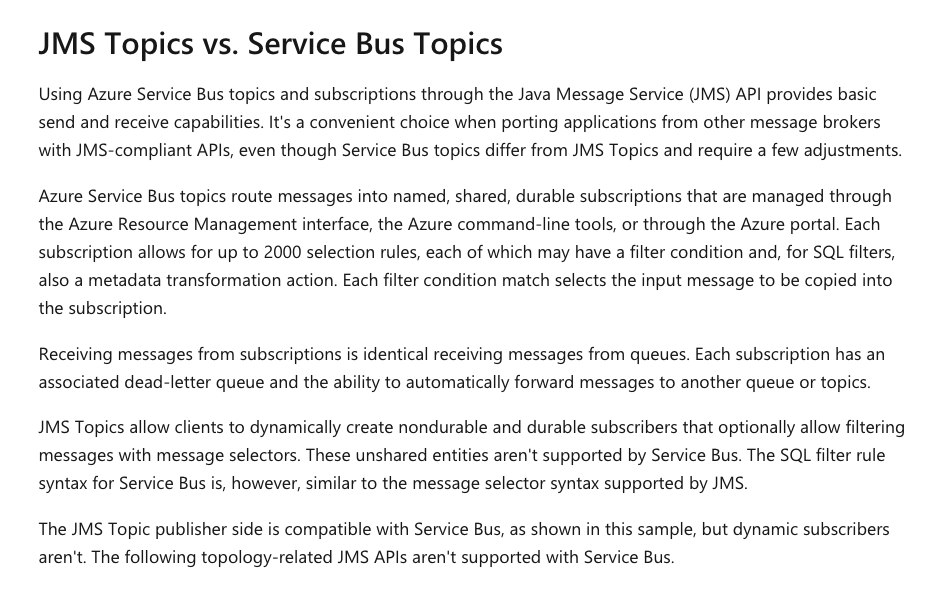 JMS Topics vs. Service Bus Topics
Using Azure Service Bus topics and subscriptions through the Java Message Service (JMS) API provides basic
send and receive capabilities. It's a convenient choice when porting applications from other message brokers
with JMS-compliant APIs, even though Service Bus topics differ from JMS Topics and require a few adjustments.
Azure Service Bus topics route messages into named, shared, durable subscriptions that are managed through
the Azure Resource Management interface, the Azure command-line tools, or through the Azure portal. Each
subscription allows for up to 2000 selection rules, each of which may have a filter condition and, for SQL filters,
also a metadata transformation action. Each filter condition match selects the input message to be copied into
the subscription.
Receiving messages from subscriptions is identical receiving messages from queues. Each subscription has an
associated dead-letter queue and the ability to automatically forward messages to another queue or topics.
JMS Topics allow clients to dynamically create nondurable and durable subscribers that optionally allow filtering
messages with message selectors. These unshared entities aren't supported by Service Bus. The SQL filter rule
syntax for Service Bus is, however, similar to the message selector syntax supported by JMS.
The JMS Topic publisher side is compatible with Service Bus, as shown in this sample, but dynamic subscribers
aren't. The following topology-related JMS APIs aren't supported with Service Bus.